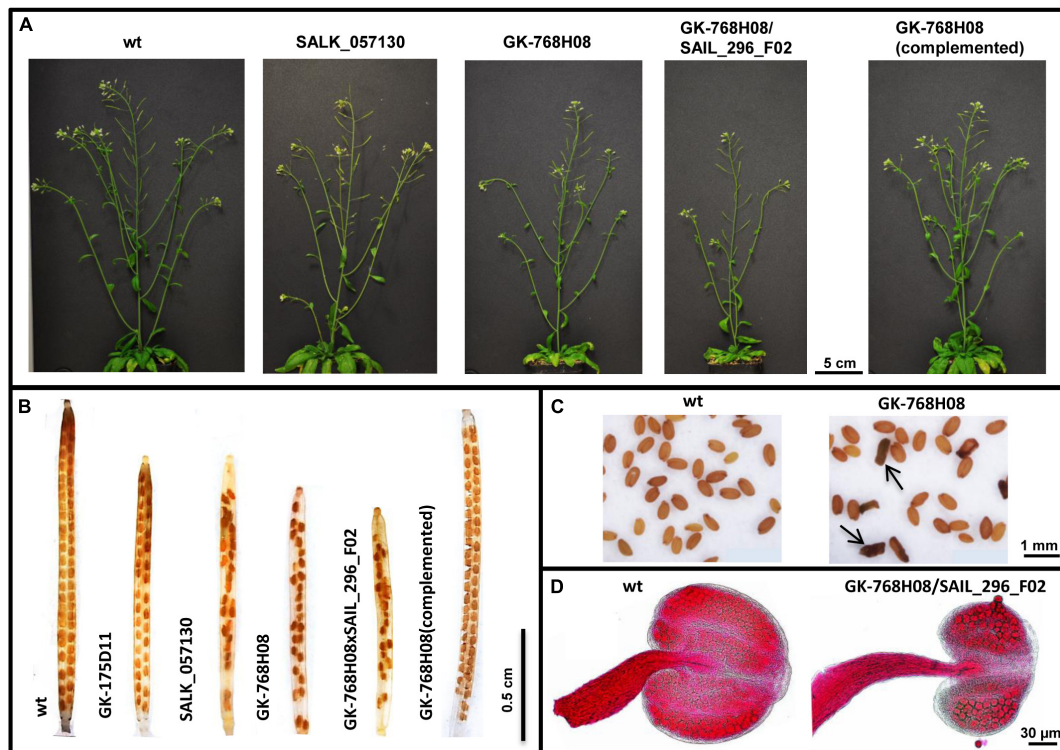 A
wt
SALK_057130
GK-768H08
GK-768H08/
SAIL_296_F02
GK-768H08
(complemented)
5 cm
B
wt
GK-175D11
SALK_057130
GK-768H08
GK-768H08xSAIL_296_F02
GK-768H08(complemented)
0.5 cm
C
wt
GK-768H08
1 mm
D
wt
GK-768H08/SAIL_296_F02
30 µm